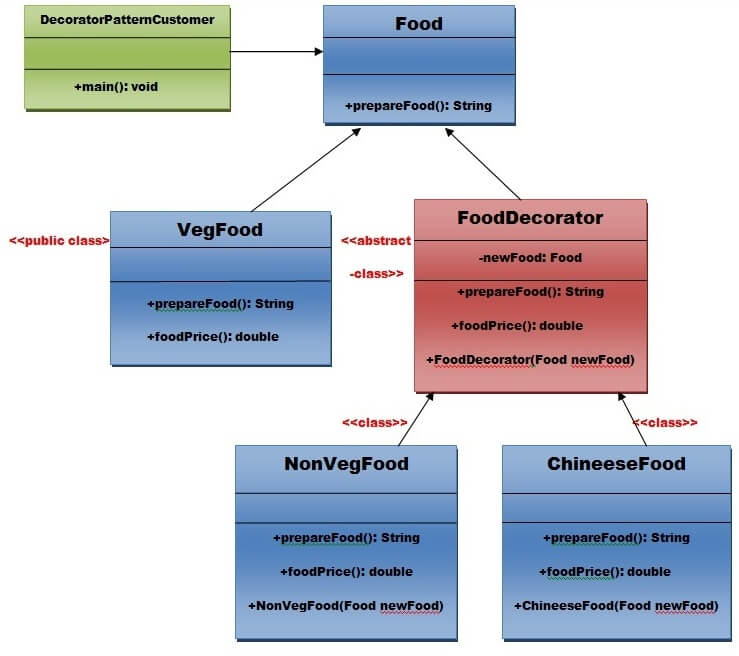 DecoratorPatternCustomer
+main(): void
Food
+prepareFood(): String
<<public class>
VegFood
+prepareFood(): String
+foodPrice(): double
<<abstract
-class>>
FoodDecorator
-newFood: Food
+prepareFood(): String
+foodPrice(): double
+FoodDecorator(Food newFood)
<<class>>
NonVegFood
+prepareFood(): String
+foodPrice(): double
+NonVegFood(Food newFood)
<<class>>
ChineeseFood
+prepareFood(): String
+foodPrice(): double
+ChineeseFood(Food newFood)